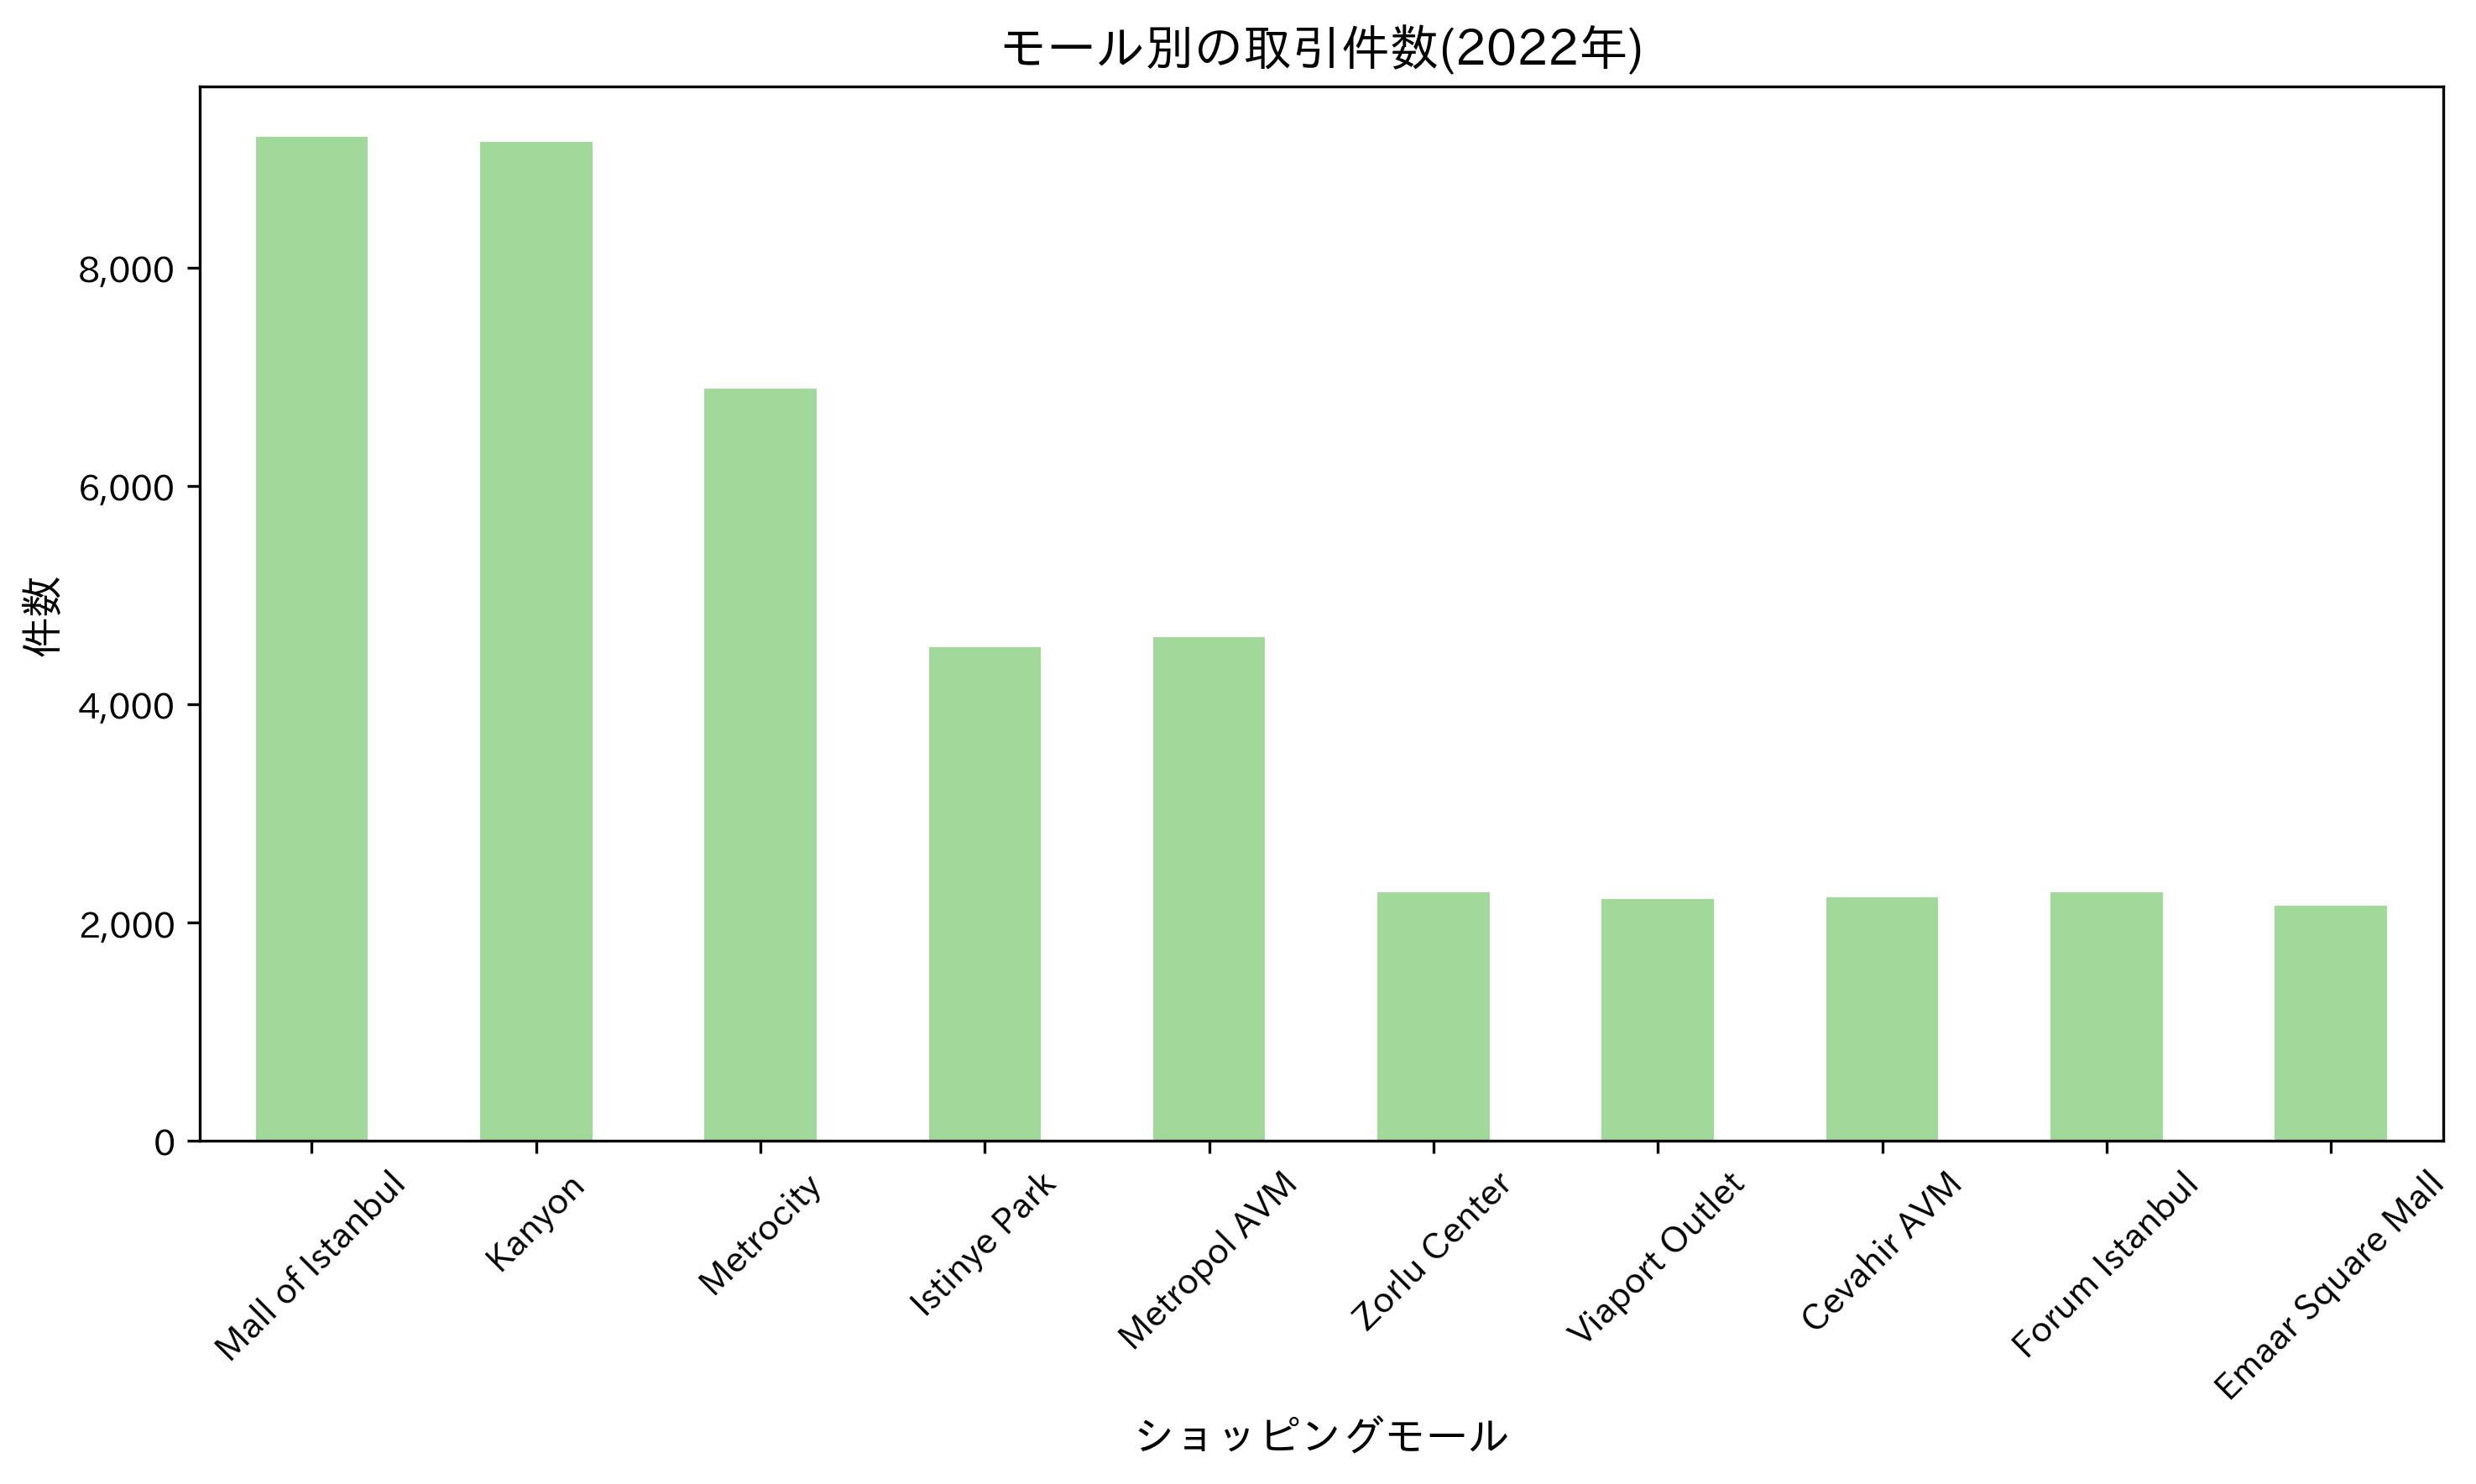 モール別の取引件数(2022年)
件数
8,000
6,000
4,000
2,000
0
Mall of Istanbul
Kanyon
Metrocity
Istinye Park
Metropol AVM
Zorlu Center
Viaport Outlet
Cevahir AVM
Forum Istanbul
Emaar Square Mall
ショッピングモール